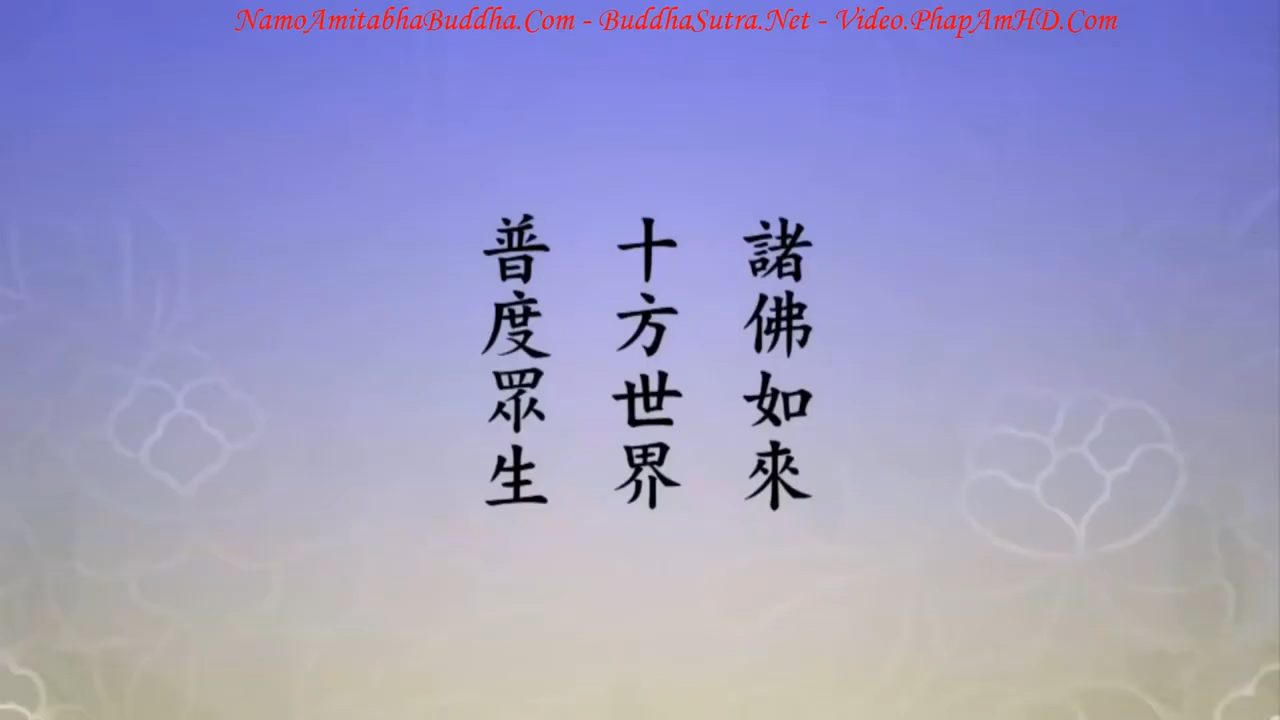 NamoAmitabhaBuddha.Com - BuddhaSutra.Net - Video.PhapAmHD.Com
諸佛如來
十方世界
普度眾生